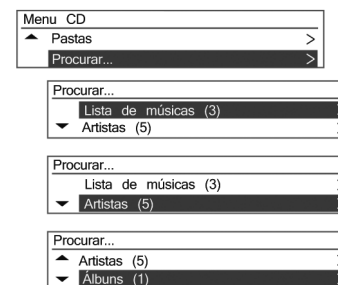 Menu CD
Pastas >
Procurar... >
Procurar...
Lista de músicas (3)
Artistas (5)
Procurar...
Lista de músicas (3)
Artistas (5)
Procurar...
Artistas (5)
Álbuns (1)